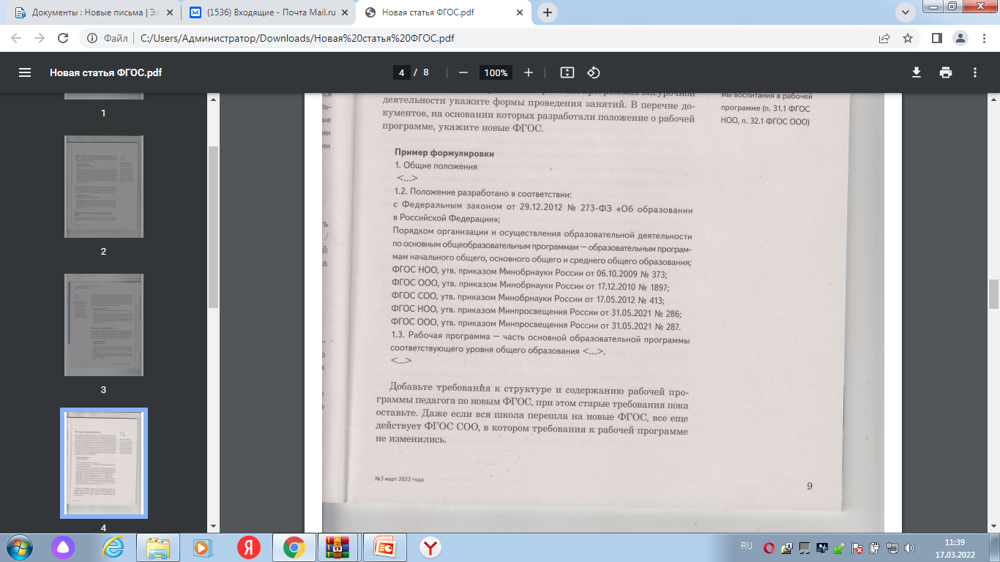 Документы : Новые письма | Эл
(1536) Входящие - Почта Mail.ru
Новая статья ФГОС.pdf
Файл
C:/Users/Администратор/Downloads/Новая%20статья%20ФГОС.pdf
Новая статья ФГОС.pdf
4 / 8
100%
1
2
3
4
деятельности укажите формы проведения занятий. В перечне до-
кументов, на основании которых разработали положение о рабочей
программе, укажите новые ФГОС.
мы воспитания в рабочей
программе (п. 31.1 ФГОС
НОО, п. 32.1 ФГОС ООО)
Пример формулировки
1. Общие положения
<...>
1.2. Положение разработано в соответствии:
с Федеральным законом от 29.12.2012 № 273-ФЗ «Об образовании
в Российской Федерации»;
Порядком организации и осуществления образовательной деятельности
по основным общеобразовательным программам — образовательным програм-
мам начального общего, основного общего и среднего общего образования;
ФГОС НОО, утв. приказом Минобрнауки России от 06.10.2009 № 373;
ФГОС ООО, утв. приказом Минобрнауки России от 17.12.2010 № 1897;
ФГОС СОО, утв. приказом Минобрнауки России от 17.05.2012 № 413;
ФГОС НОО, утв. приказом Минпросвещения России от 31.05.2021 № 286;
ФГОС ООО, утв. приказом Минпросвещения России от 31.05.2021 № 287.
1.3. Рабочая программа — часть основной образовательной программы
соответствующего уровня общего образования <...>.
<...>
Добавьте требования к структуре и содержанию рабочей про-
граммы педагога по новым ФГОС, при этом старые требования пока
оставьте. Даже если вся школа перешла на новые ФГОС, все еще
действует ФГОС СОО, в котором требования к рабочей программе
не изменились.
№3 март 2022 года
9
RU
11:39
17.03.2022